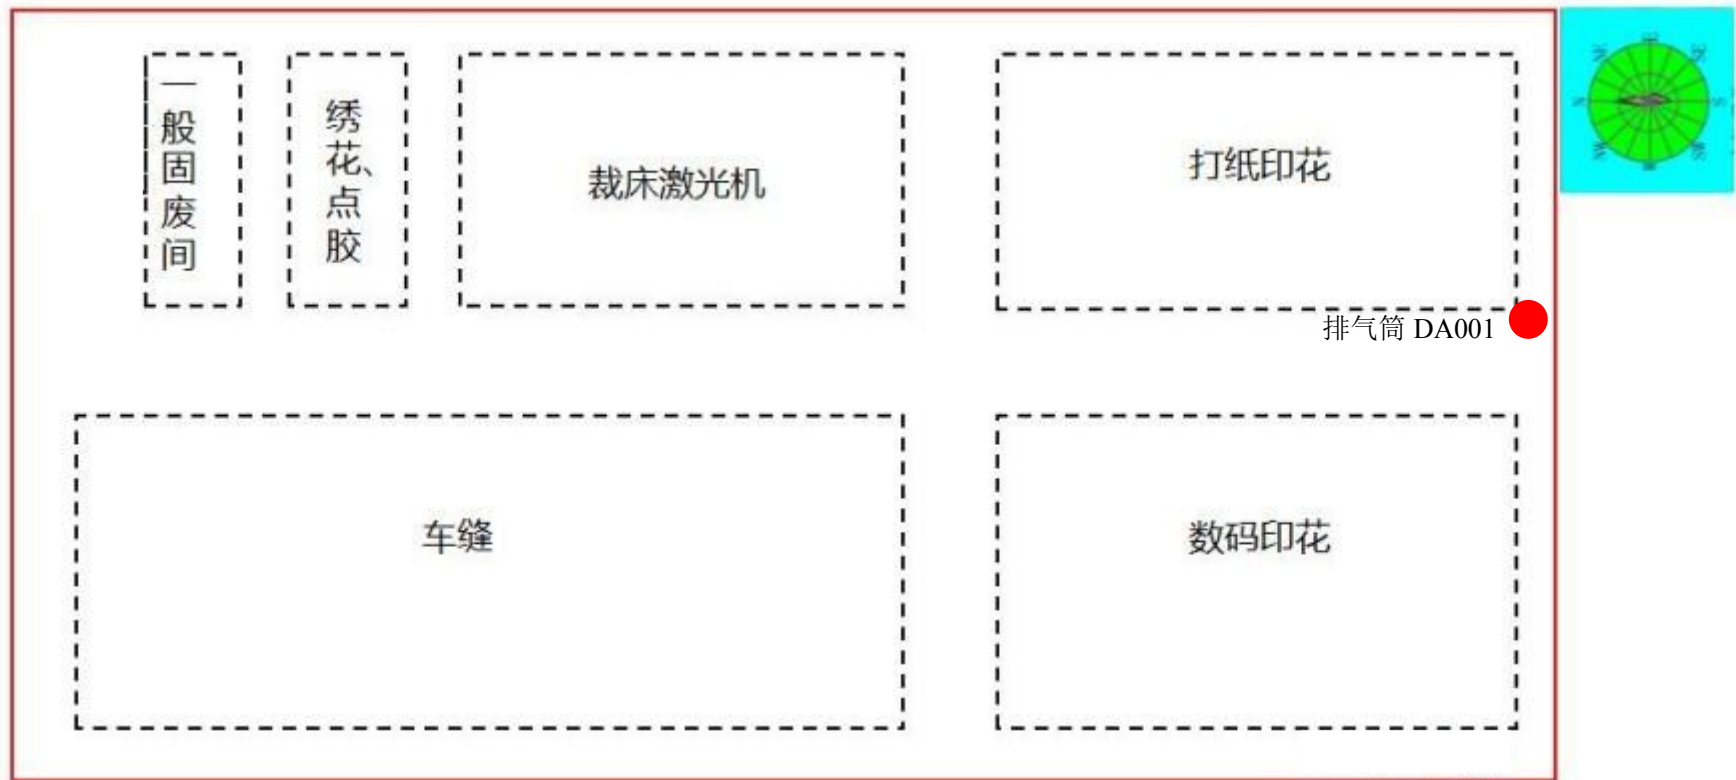 一般固废间
绣花、点胶
裁床激光机
打纸印花
排气筒 DA001
车缝
数码印花